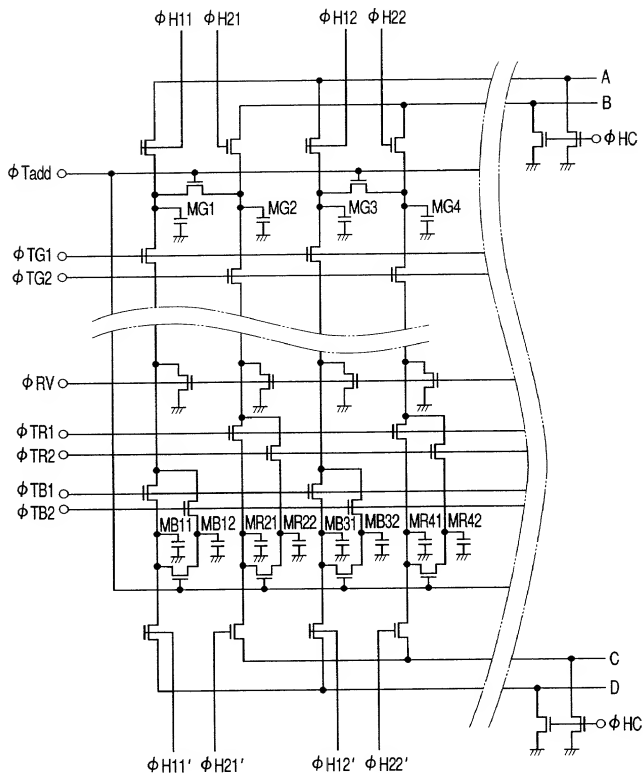 φH11 φH21 φH12 φH22
A
B
φHC
φTadd
MG1 MG2 MG3 MG4
φTG1
φTG2
φRV
φTR1
φTR2
φTB1
φTB2
MB11 MB12 MR21 MR22 MB31 MB32 MR41 MR42
C
D
φHC
φH11′ φH21′ φH12′ φH22′